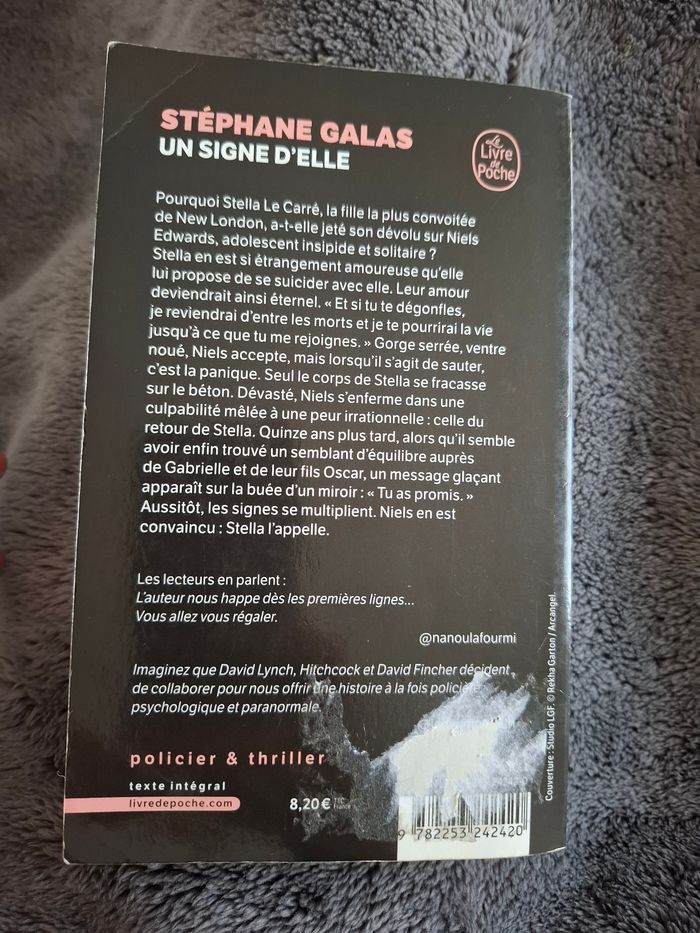 STÉPHANE GALAS
UN SIGNE D'ELLE
Le
Livre
de
Poche
Pourquoi Stella Le Carré, la fille la plus convoitée
de New London, a-t-elle jeté son dévolu sur Niels
Edwards, adolescent insipide et solitaire ?
Stella en est si étrangement amoureuse qu'elle
lui propose de se suicider avec elle. Leur amour
deviendrait ainsi éternel. « Et si tu te dégonfles,
je reviendrai d'entre les morts et je te pourrirai la vie
jusqu'à ce que tu me rejoignes. » Gorge serrée, ventre
noué, Niels accepte, mais lorsqu'il s'agit de sauter,
c'est la panique. Seul le corps de Stella se fracasse
sur le béton. Dévasté, Niels s'enferme dans une
culpabilité mêlée à une peur irrationnelle : celle du
retour de Stella. Quinze ans plus tard, alors qu'il semble
avoir enfin trouvé un semblant d'équilibre auprès
de Gabrielle et de leur fils Oscar, un message glaçant
apparaît sur la buée d'un miroir : « Tu as promis. »
Aussitôt, les signes se multiplient. Niels en est
convaincu : Stella l'appelle.
Les lecteurs en parlent :
L'auteur nous happe dès les premières lignes...
Vous allez vous régaler.
@nanoulafourmi
Imaginez que David Lynch, Hitchcock et David Fincher décident
de collaborer pour nous offrir une histoire à la fois policière,
psychologique et paranormale.
policier & thriller
texte intégral
livredepoche.com
8,20 € TTC
France
9 782253 242420
Couverture : Studio LGF. © Rekha Garton / Arcangel.